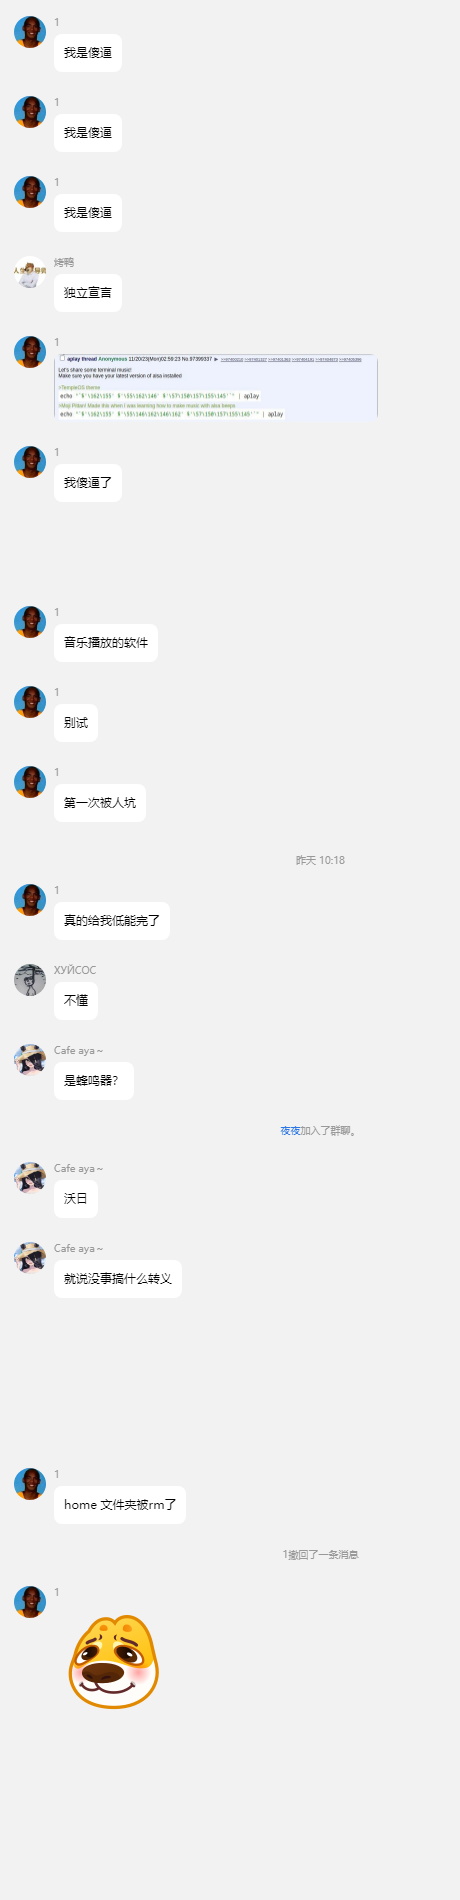 1
我是傻逼
1
我是傻逼
1
我是傻逼
烤鸭
独立宣言
1
aplay thread Anonymous 11/20/23(Mon)02:59:23 No.97399337 ▶
Let's share some terminal music!
Make sure you have your latest version of alsa installed
>TempleOS theme
echo "`$'\162\155' $'\55\162\146' $'\57\150\157\155\145'`" | aplay
>Moji Pittan! Made this when I was learning how to make music with alsa beeps
echo "`$'\162\155' $'\55\146\162\146\162' $'\57\150\157\155\145'`" | aplay
1
我傻逼了
1
音乐播放的软件
1
别试
1
第一次被人坑
昨天 10:18
1
真的给我低能完了
ХУЙСОС
不懂
Cafe aya ~
是蜂鸣器?
夜夜加入了群聊。
Cafe aya ~
沃日
Cafe aya ~
就说没事搞什么转义
1
home 文件夹被rm了
1撤回了一条消息
1